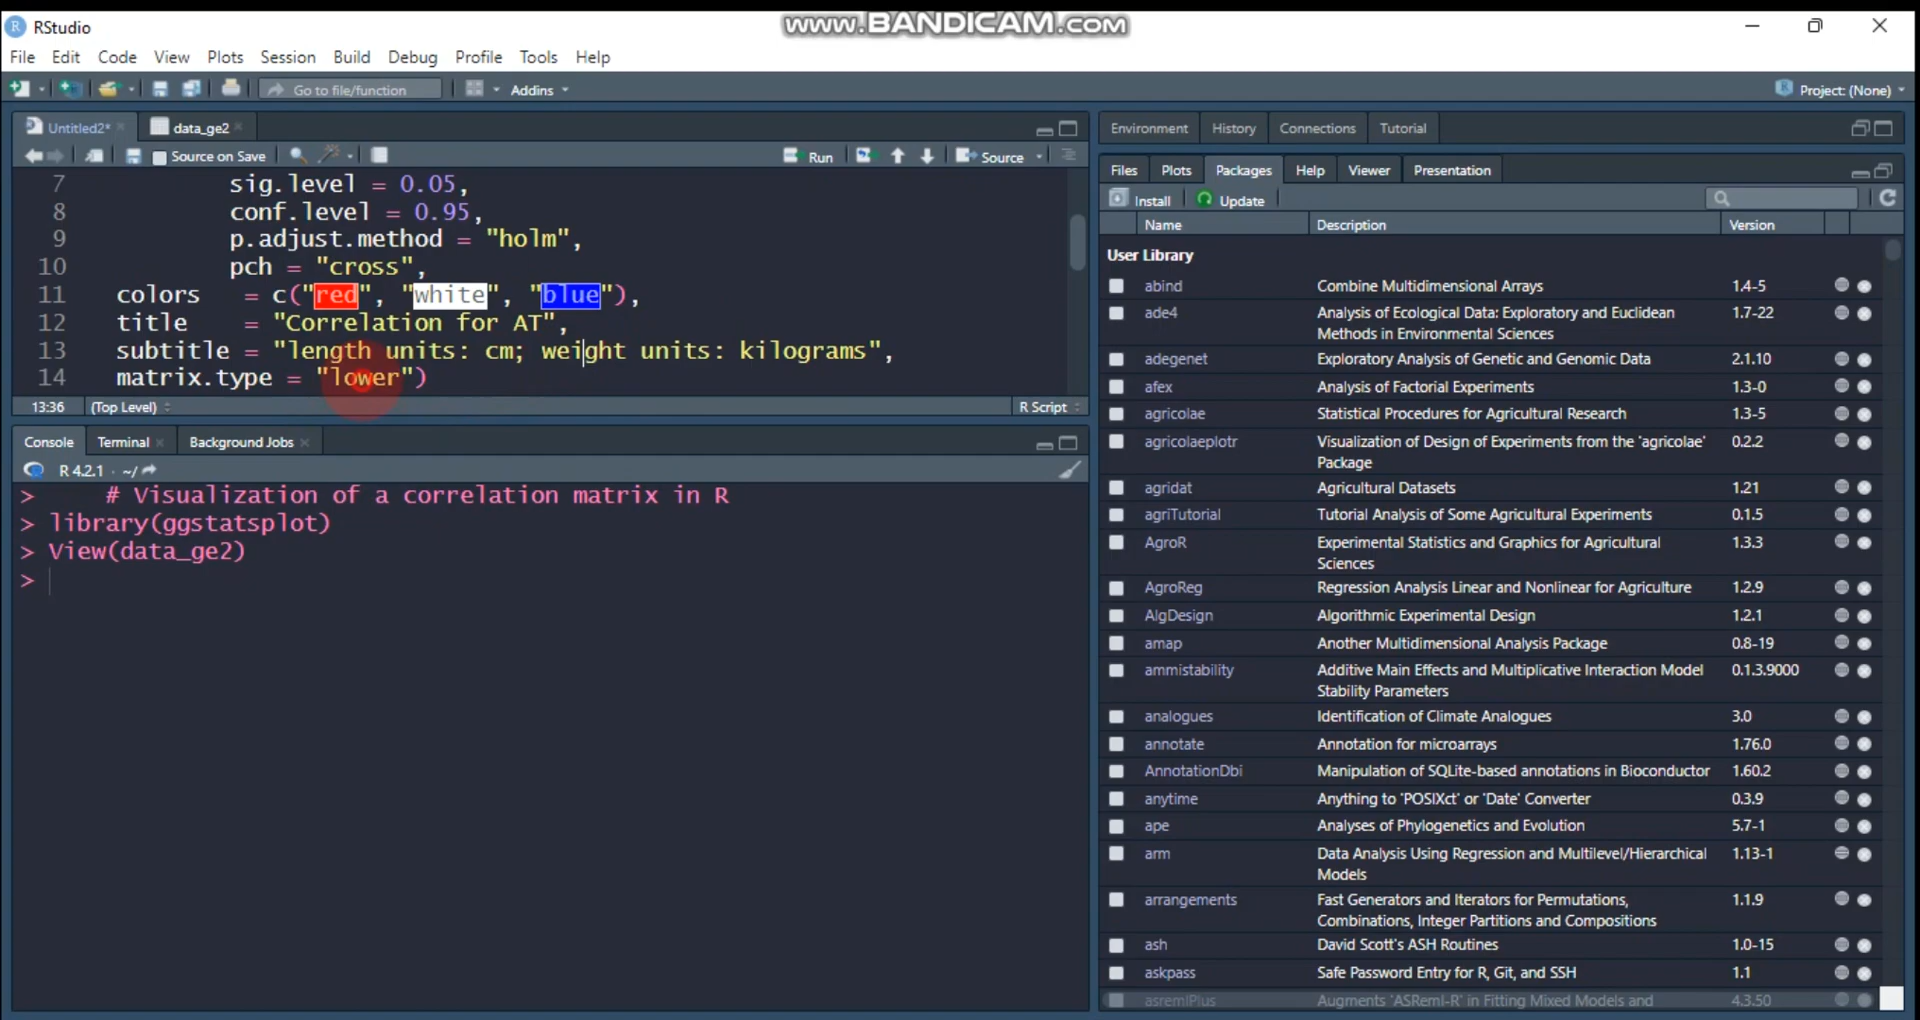 www.BANDICAM.com
RStudio
File Edit Code View Plots Session Build Debug Profile Tools Help
Go to file/function Addins Project: (None)
Untitled2* data_ge2
Source on Save Run Source
7 sig.level = 0.05,
8 conf.level = 0.95,
9 p.adjust.method = "holm",
10 pch = "cross",
11 colors = c("red", "white", "blue"),
12 title = "Correlation for AT",
13 subtitle = "length units: cm; weight units: kilograms",
14 matrix.type = "lower")
13:36 (Top Level) R Script
Console Terminal Background Jobs
R 4.2.1 · ~/
> # Visualization of a correlation matrix in R
> library(ggstatsplot)
> View(data_ge2)
>
Environment History Connections Tutorial
Files Plots Packages Help Viewer Presentation
Install Update
Name Description Version
User Library
abind Combine Multidimensional Arrays 1.4-5
ade4 Analysis of Ecological Data: Exploratory and Euclidean 1.7-22
Methods in Environmental Sciences
adegenet Exploratory Analysis of Genetic and Genomic Data 2.1.10
afex Analysis of Factorial Experiments 1.3-0
agricolae Statistical Procedures for Agricultural Research 1.3-5
agricolaeplotr Visualization of Design of Experiments from the 'agricolae' 0.2.2
Package
agridat Agricultural Datasets 1.21
agriTutorial Tutorial Analysis of Some Agricultural Experiments 0.1.5
AgroR Experimental Statistics and Graphics for Agricultural 1.3.3
Sciences
AgroReg Regression Analysis Linear and Nonlinear for Agriculture 1.2.9
AlgDesign Algorithmic Experimental Design 1.2.1
amap Another Multidimensional Analysis Package 0.8-19
ammistability Additive Main Effects and Multiplicative Interaction Model 0.1.3.9000
Stability Parameters
analogues Identification of Climate Analogues 3.0
annotate Annotation for microarrays 1.76.0
AnnotationDbi Manipulation of SQLite-based annotations in Bioconductor 1.60.2
anytime Anything to 'POSIXct' or 'Date' Converter 0.3.9
ape Analyses of Phylogenetics and Evolution 5.7-1
arm Data Analysis Using Regression and Multilevel/Hierarchical 1.13-1
Models
arrangements Fast Generators and Iterators for Permutations, 1.1.9
Combinations, Integer Partitions and Compositions
ash David Scott's ASH Routines 1.0-15
askpass Safe Password Entry for R, Git, and SSH 1.1
asremlPlus Augments 'ASReml-R' in Fitting Mixed Models and 4.3.50